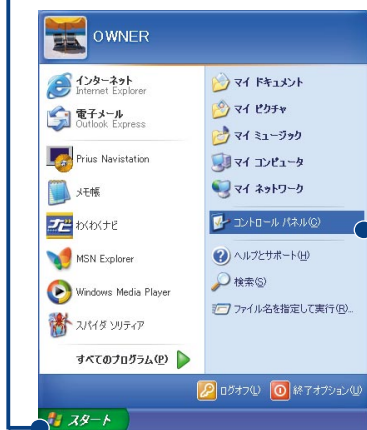 OWNER
インターネット
Internet Explorer
電子メール
Outlook Express
Prius Navistation
メモ帳
ナビ わくわくナビ
MSN Explorer
Windows Media Player
スパイダ ソリティア
すべてのプログラム(P)
マイ ドキュメント
マイ ピクチャ
マイ ミュージック
マイ コンピュータ
マイ ネットワーク
コントロール パネル(C)
ヘルプとサポート(H)
検索(S)
ファイル名を指定して実行(R)...
ログオフ(L) 終了オプション(U)
スタート